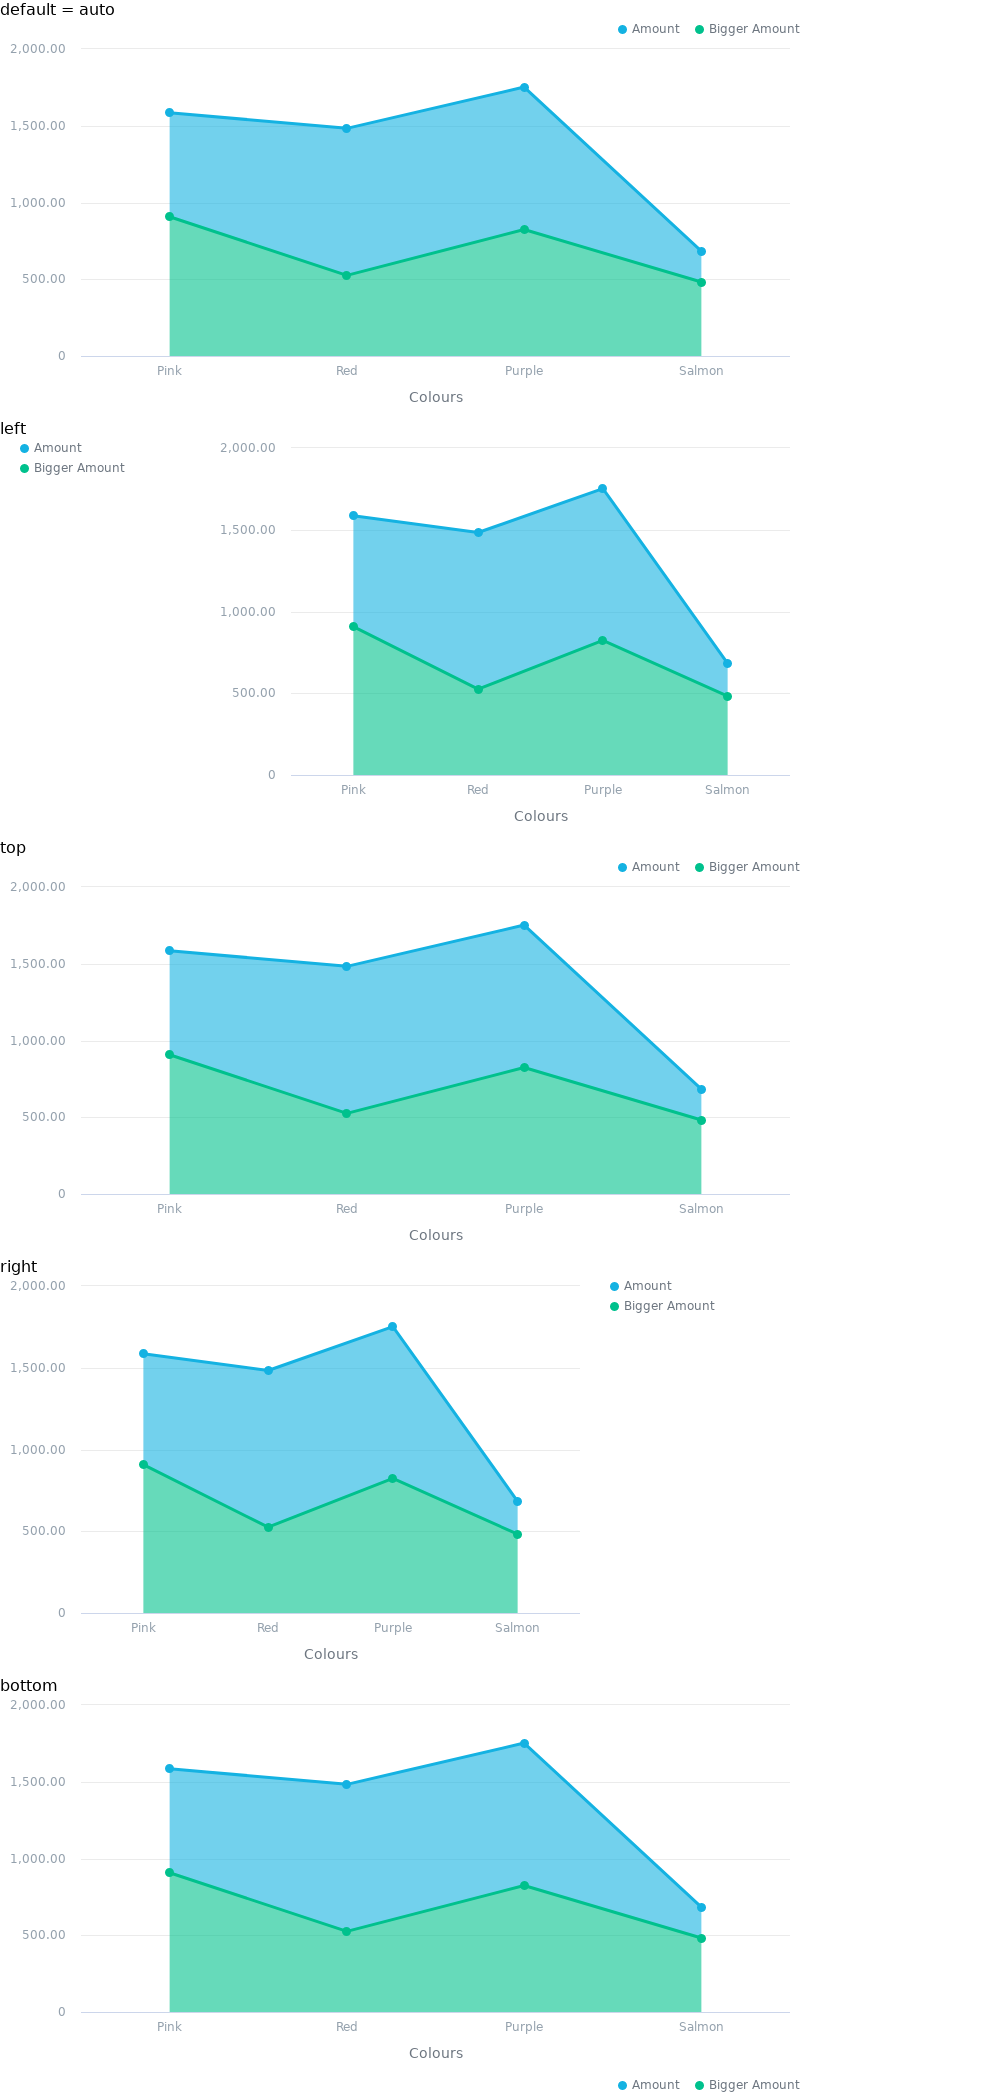 default = auto
Amount Bigger Amount
2,000.00
1,500.00
1,000.00
500.00
0
Pink Red Purple Salmon
Colours
left
Amount
Bigger Amount
2,000.00
1,500.00
1,000.00
500.00
0
Pink Red Purple Salmon
Colours
top
Amount Bigger Amount
2,000.00
1,500.00
1,000.00
500.00
0
Pink Red Purple Salmon
Colours
right
2,000.00
Amount
Bigger Amount
1,500.00
1,000.00
500.00
0
Pink Red Purple Salmon
Colours
bottom
2,000.00
1,500.00
1,000.00
500.00
0
Pink Red Purple Salmon
Colours
Amount Bigger Amount